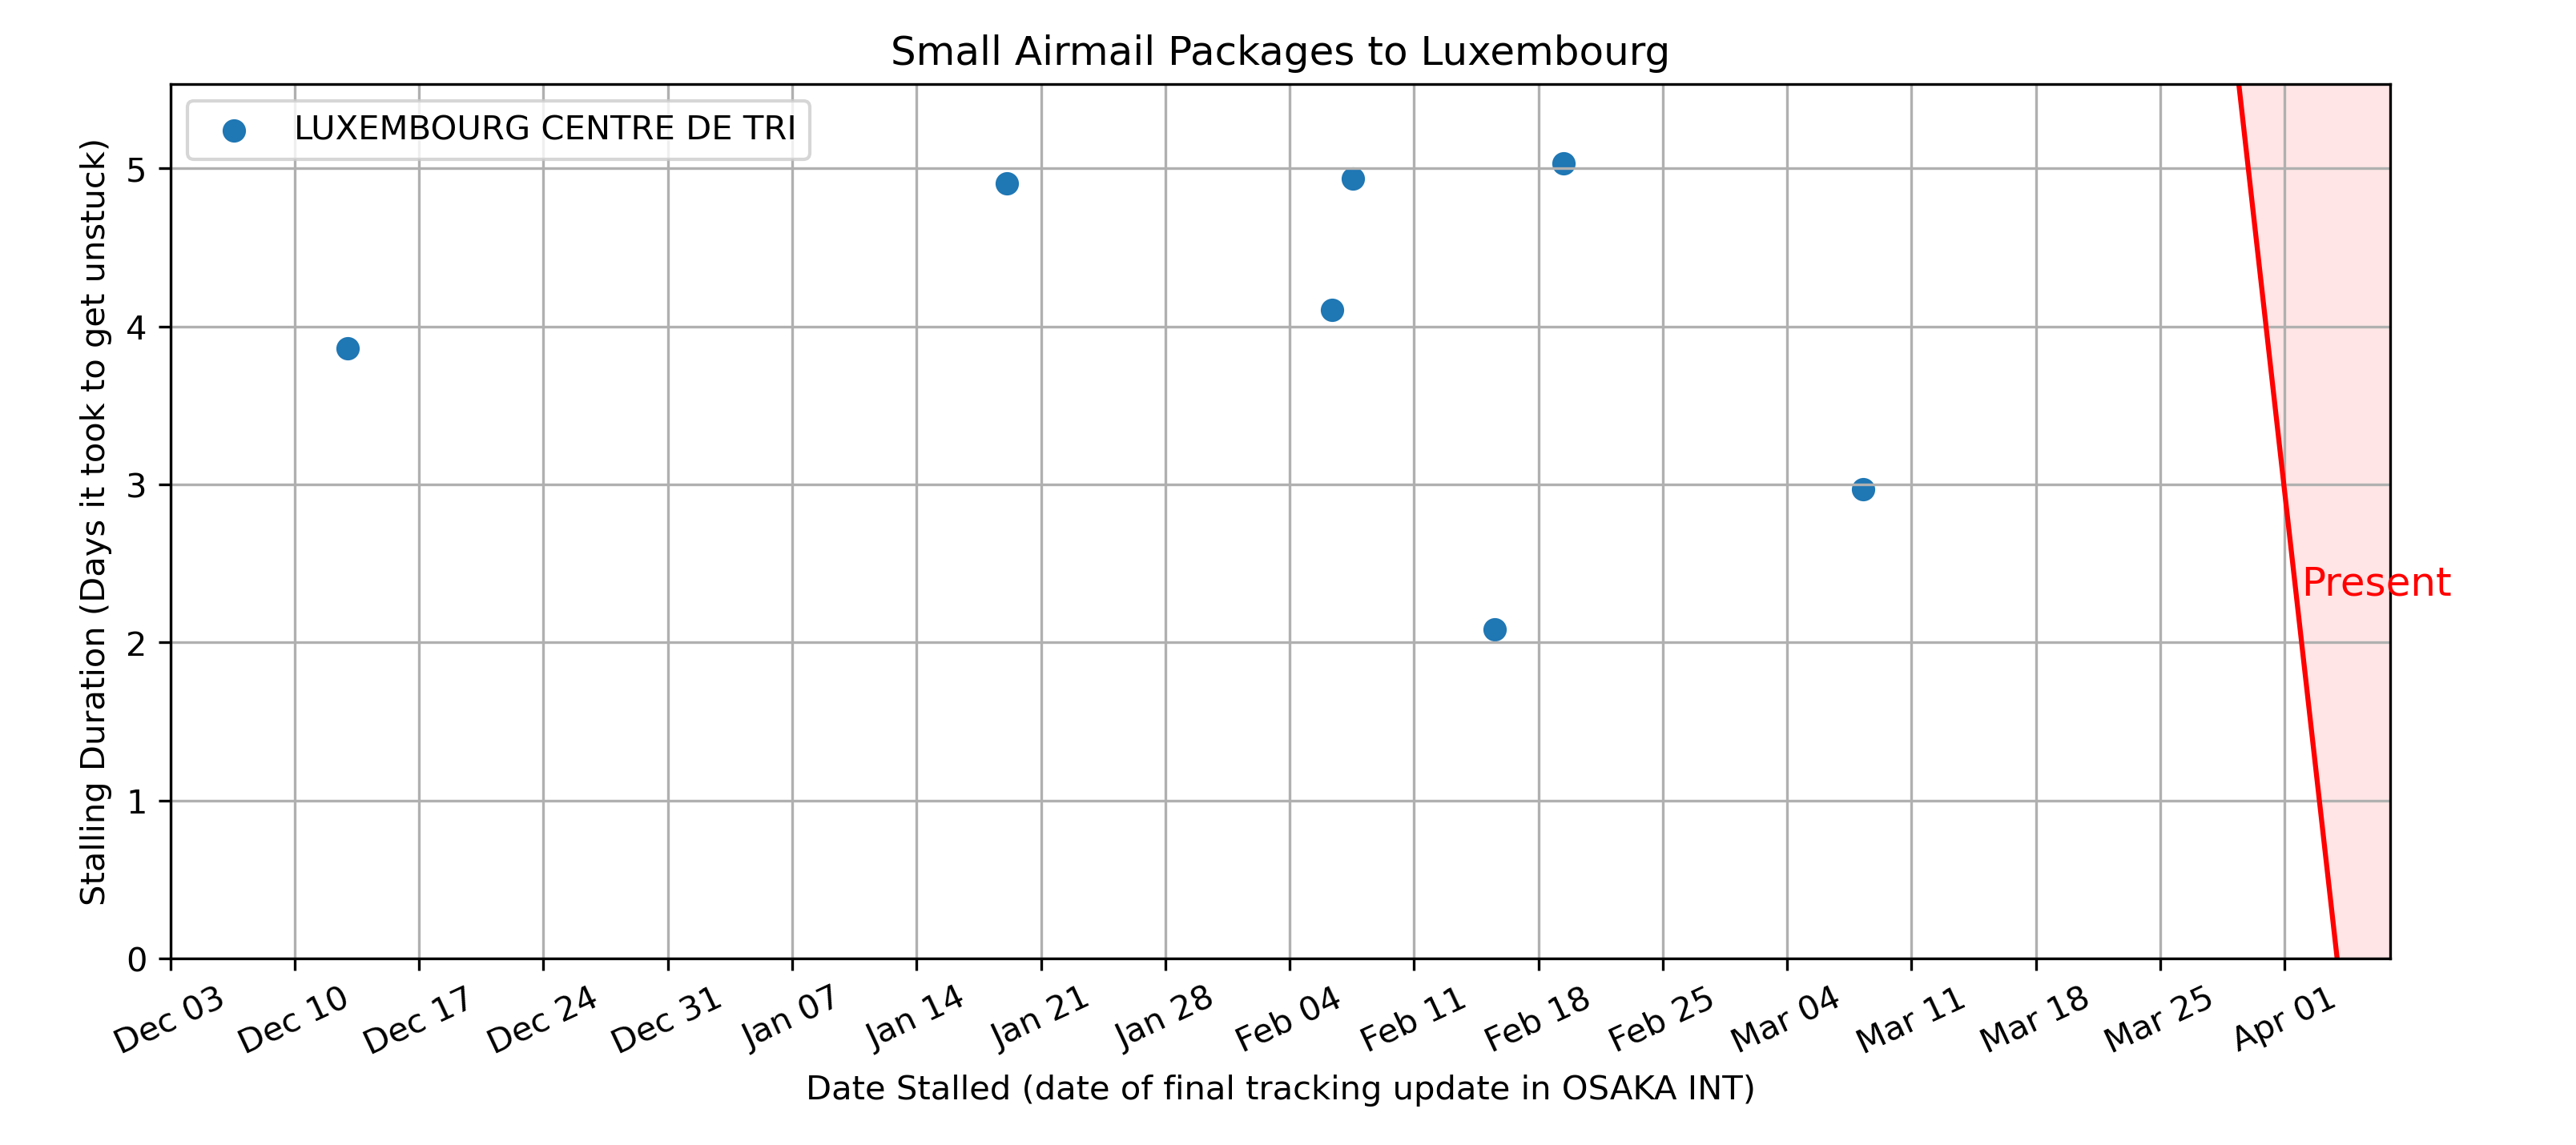 Small Airmail Packages to Luxembourg
LUXEMBOURG CENTRE DE TRI
Stalling Duration (Days it took to get unstuck)
5
4
3
2
1
0
Present
Dec 03
Dec 10
Dec 17
Dec 24
Dec 31
Jan 07
Jan 14
Jan 21
Jan 28
Feb 04
Feb 11
Feb 18
Feb 25
Mar 04
Mar 11
Mar 18
Mar 25
Apr 01
Date Stalled (date of final tracking update in OSAKA INT)